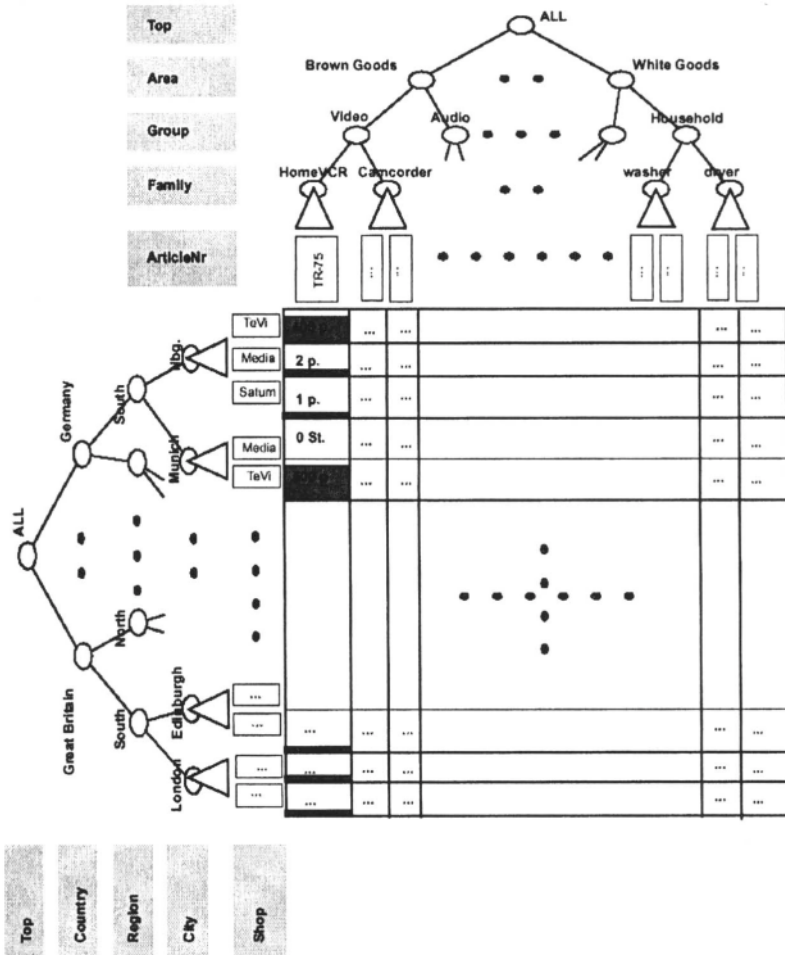 Top
ALL
Area
Brown Goods
White Goods
Group
Video
Audio
Household
Family
HomeVCR
Camcorder
washer
dryer
ArticleNr
TR-75
... ... ... ... ... ...
TeVi
... ... ... ...
Nbg.
Media
2 p.
... ... ... ...
South
Satum
1 p.
... ... ... ...
Germany
Munich
Media
0 St.
... ... ... ...
TeVi
... ... ... ...
ALL
North
Great Britain
South
Edinburgh
...
...
... ... ... ... ...
London
...
... ... ... ... ...
...
... ... ... ... ...
Top
Country
Region
City
Shop